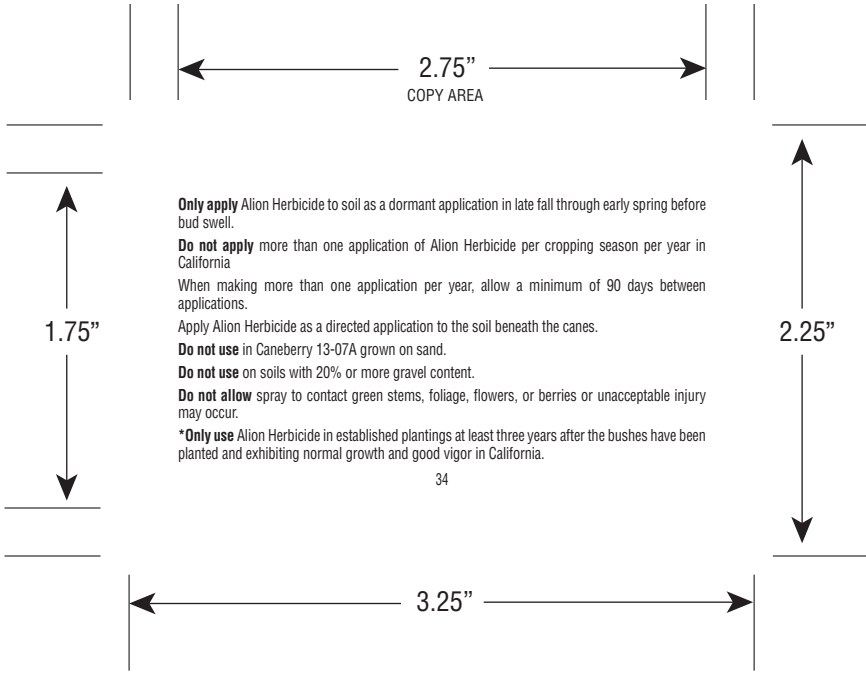 2.75”
COPY AREA
Only apply Alion Herbicide to soil as a dormant application in late fall through early spring before
bud swell.
Do not apply more than one application of Alion Herbicide per cropping season per year in
California
When making more than one application per year, allow a minimum of 90 days between
applications.
1.75”
Apply Alion Herbicide as a directed application to the soil beneath the canes.
2.25”
Do not use in Caneberry 13-07A grown on sand.
Do not use on soils with 20% or more gravel content.
Do not allow spray to contact green stems, foliage, flowers, or berries or unacceptable injury
may occur.
*Only use Alion Herbicide in established plantings at least three years after the bushes have been
planted and exhibiting normal growth and good vigor in California.
34
3.25”